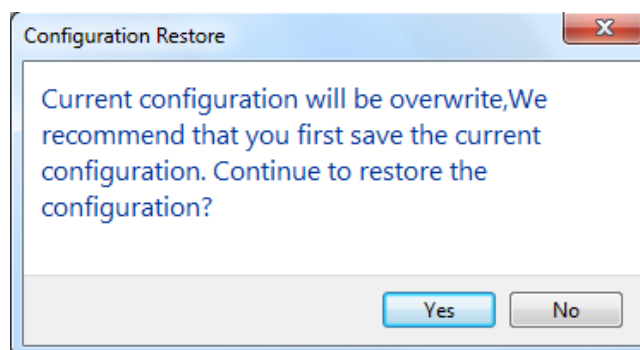 Configuration Restore
Current configuration will be overwrite,We
recommend that you first save the current
configuration. Continue to restore the
configuration?
Yes
No